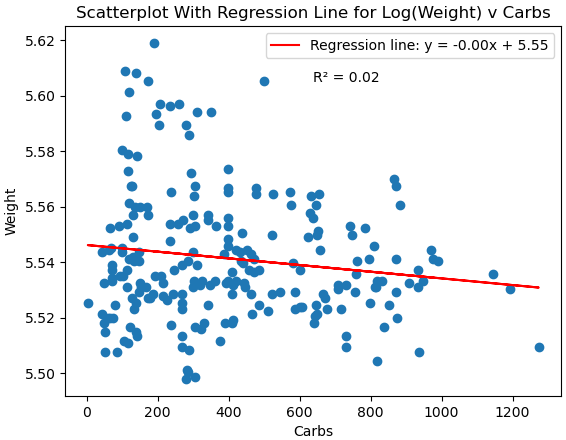 Scatterplot With Regression Line for Log(Weight) v Carbs
Regression line: y = -0.00x + 5.55
R² = 0.02
5.62
5.60
5.58
5.56
5.54
5.52
5.50
Weight
0 200 400 600 800 1000 1200
Carbs